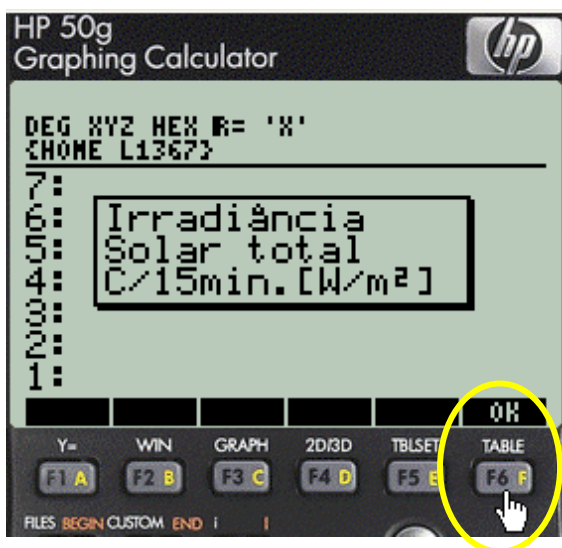 HP 50g
Graphing Calculator
hp
DEG XYZ HEX R= 'X'
{HOME L1367}
7:
6:
5:
4:
3:
2:
1:
Irradiância
Solar total
C/15min.[W/m²]
OK
Y= WIN GRAPH 2D/3D TBLSET TABLE
F1 A F2 B F3 C F4 D F5 E F6 F
FILES BEGIN CUSTOM END i I